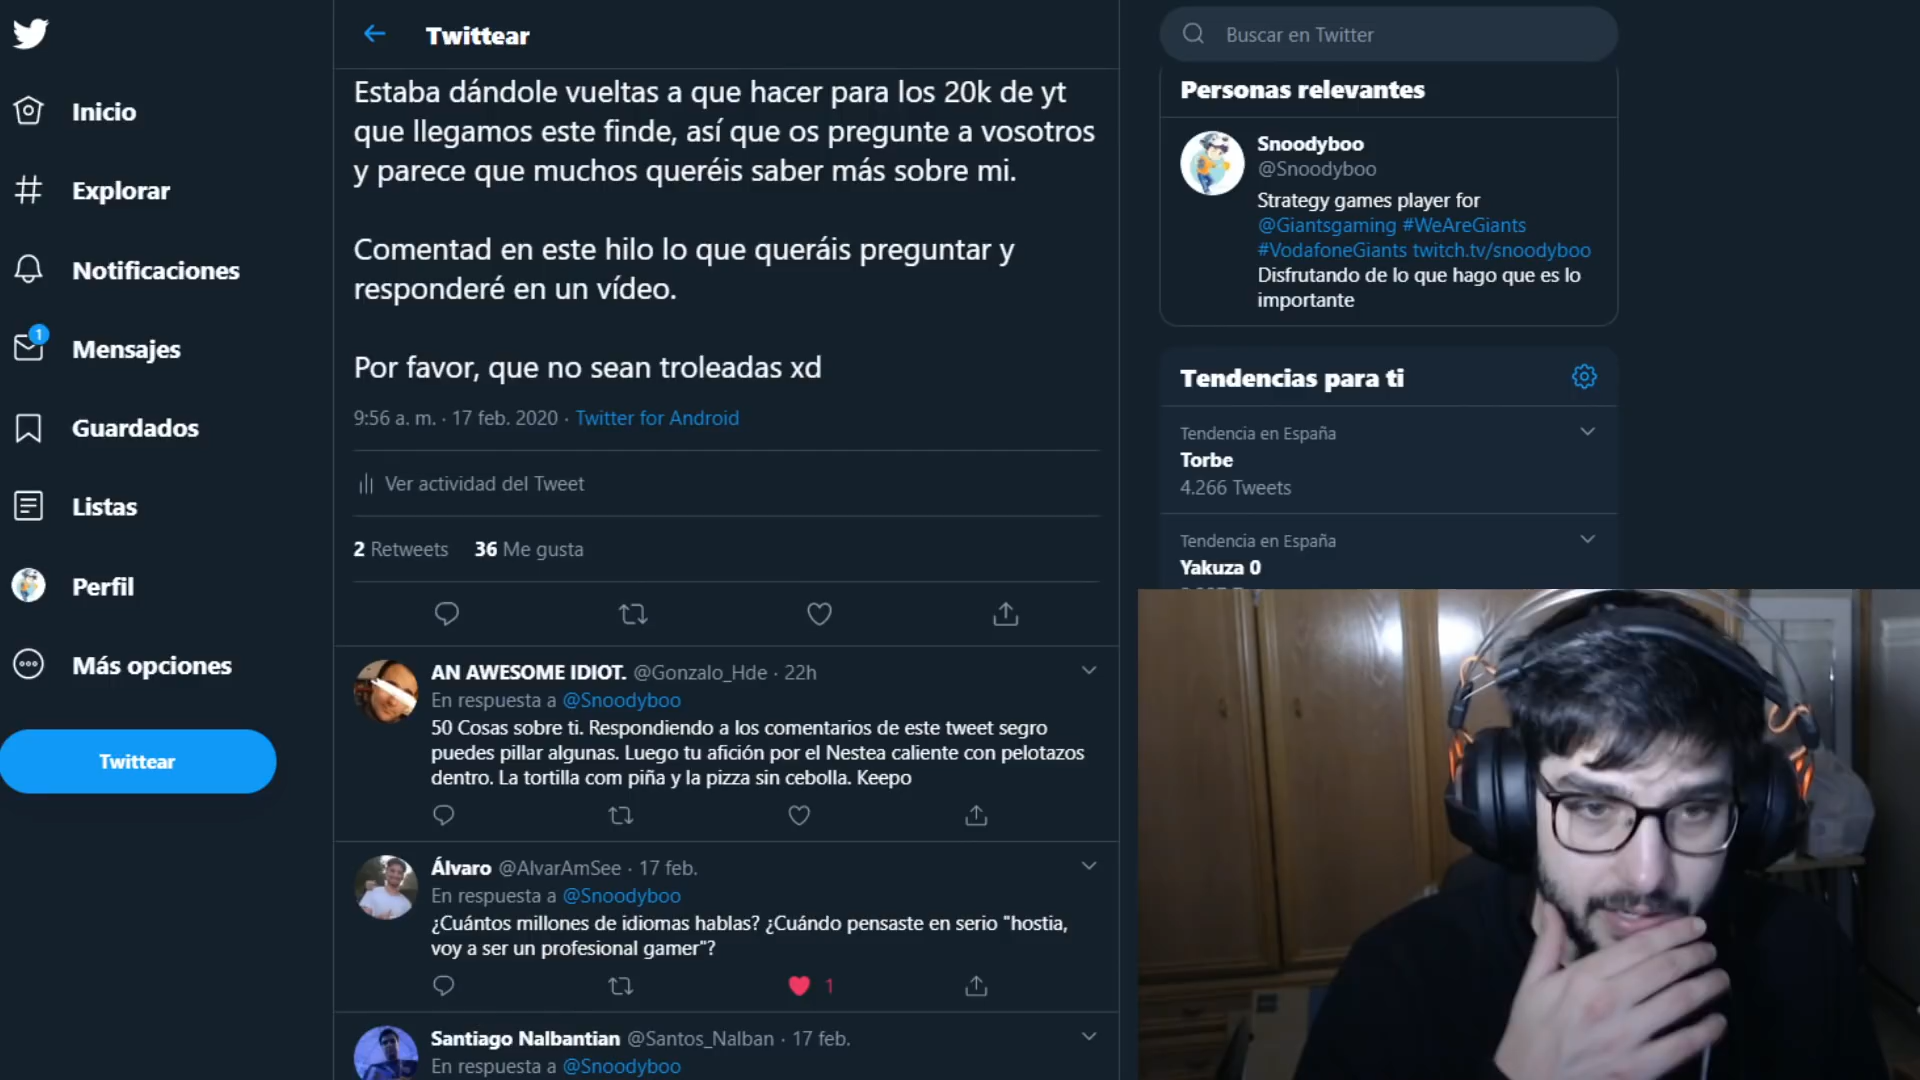 Inicio
Explorar
Notificaciones
1
Mensajes
Guardados
Listas
Perfil
Más opciones
Twittear
Twittear
Estaba dándole vueltas a que hacer para los 20k de yt
que llegamos este finde, así que os pregunte a vosotros
y parece que muchos queréis saber más sobre mi.
Comentad en este hilo lo que queráis preguntar y
responderé en un vídeo.
Por favor, que no sean troleadas xd
9:56 a. m. · 17 feb. 2020 · Twitter for Android
Ver actividad del Tweet
2 Retweets 36 Me gusta
AN AWESOME IDIOT. @Gonzalo_Hde · 22h
En respuesta a @Snoodyboo
50 Cosas sobre ti. Respondiendo a los comentarios de este tweet segro
puedes pillar algunas. Luego tu afición por el Nestea caliente con pelotazos
dentro. La tortilla com piña y la pizza sin cebolla. Keepo
Álvaro @AlvarAmSee · 17 feb.
En respuesta a @Snoodyboo
¿Cuántos millones de idiomas hablas? ¿Cuándo pensaste en serio "hostia,
voy a ser un profesional gamer"?
1
Santiago Nalbantian @Santos_Nalban · 17 feb.
En respuesta a @Snoodyboo
Buscar en Twitter
Personas relevantes
Snoodyboo
@Snoodyboo
Strategy games player for
@Giantsgaming #WeAreGiants
#VodafoneGiants twitch.tv/snoodyboo
Disfrutando de lo que hago que es lo
importante
Tendencias para ti
Tendencia en España
Torbe
4.266 Tweets
Tendencia en España
Yakuza 0